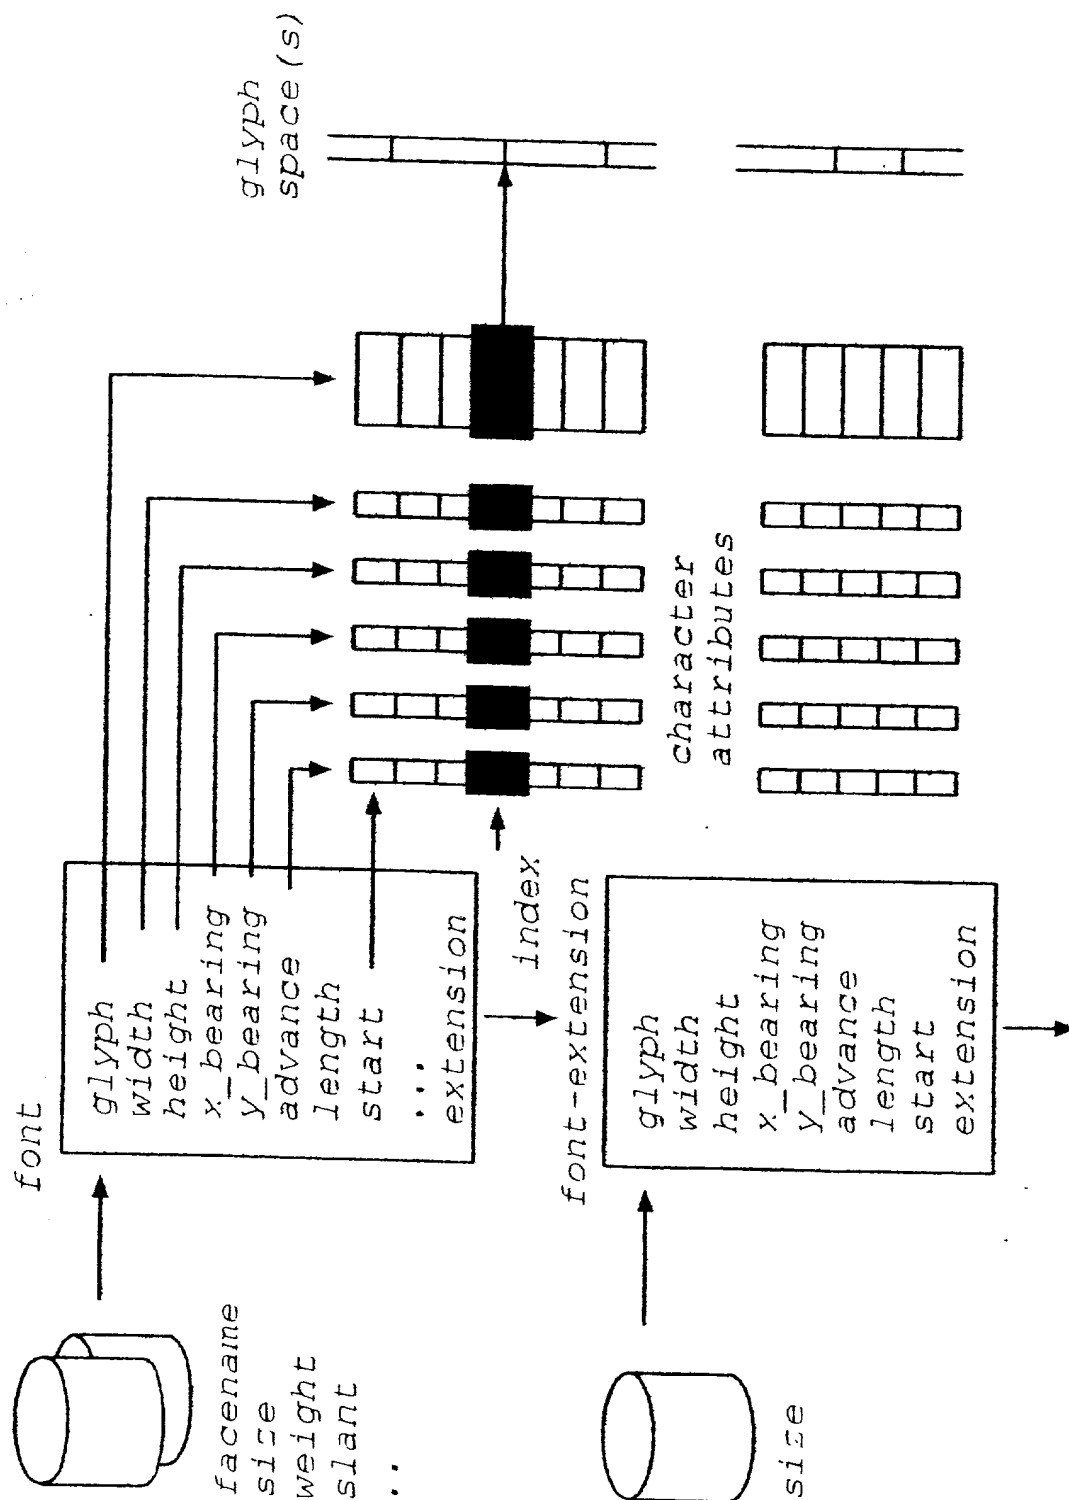 font
glyph
width
height
x_bearing
y_bearing
advance
length
start
...
extension
facename
size
weight
slant
..
index
glyph
space(s)
character
attributes
font-extension
glyph
width
height
x_bearing
y_bearing
advance
length
start
extension
size